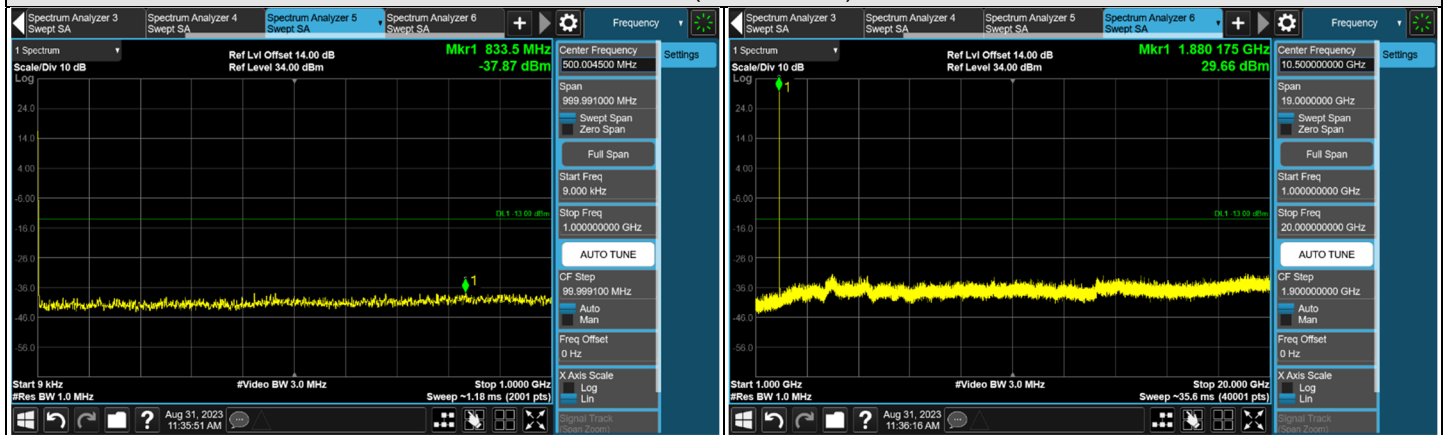 Spectrum Analyzer 3
Swept SA
Spectrum Analyzer 4
Swept SA
Spectrum Analyzer 5
Swept SA
Spectrum Analyzer 6
Swept SA
+
Frequency
1 Spectrum
Scale/Div 10 dB
Log
Ref Lvl Offset 14.00 dB
Ref Level 34.00 dBm
Mkr1 833.5 MHz
-37.87 dBm
24.0
14.0
4.00
-6.00
-16.0
-26.0
-36.0
-46.0
-56.0
DL1 -13.00 dBm
1
Start 9 kHz
#Res BW 1.0 MHz
#Video BW 3.0 MHz
Stop 1.0000 GHz
Sweep ~1.18 ms (2001 pts)
Center Frequency
500.004500 MHz
Settings
Span
999.991000 MHz
Swept Span
Zero Span
Full Span
Start Freq
9.000 kHz
Stop Freq
1.000000000 GHz
AUTO TUNE
CF Step
99.999100 MHz
Auto
Man
Freq Offset
0 Hz
X Axis Scale
Log
Lin
Signal Track
(Span Zoom)
?
Aug 31, 2023
11:35:51 AM
Spectrum Analyzer 3
Swept SA
Spectrum Analyzer 4
Swept SA
Spectrum Analyzer 5
Swept SA
Spectrum Analyzer 6
Swept SA
+
Frequency
1 Spectrum
Scale/Div 10 dB
Log
Ref Lvl Offset 14.00 dB
Ref Level 34.00 dBm
Mkr1 1.880 175 GHz
29.66 dBm
24.0
14.0
4.00
-6.00
-16.0
-26.0
-36.0
-46.0
-56.0
DL1 -13.00 dBm
1
Start 1.000 GHz
#Res BW 1.0 MHz
#Video BW 3.0 MHz
Stop 20.000 GHz
Sweep ~35.6 ms (40001 pts)
Center Frequency
10.500000000 GHz
Settings
Span
19.0000000 GHz
Swept Span
Zero Span
Full Span
Start Freq
1.000000000 GHz
Stop Freq
20.000000000 GHz
AUTO TUNE
CF Step
1.900000000 GHz
Auto
Man
Freq Offset
0 Hz
X Axis Scale
Log
Lin
Signal Track
(Span Zoom)
?
Aug 31, 2023
11:36:16 AM